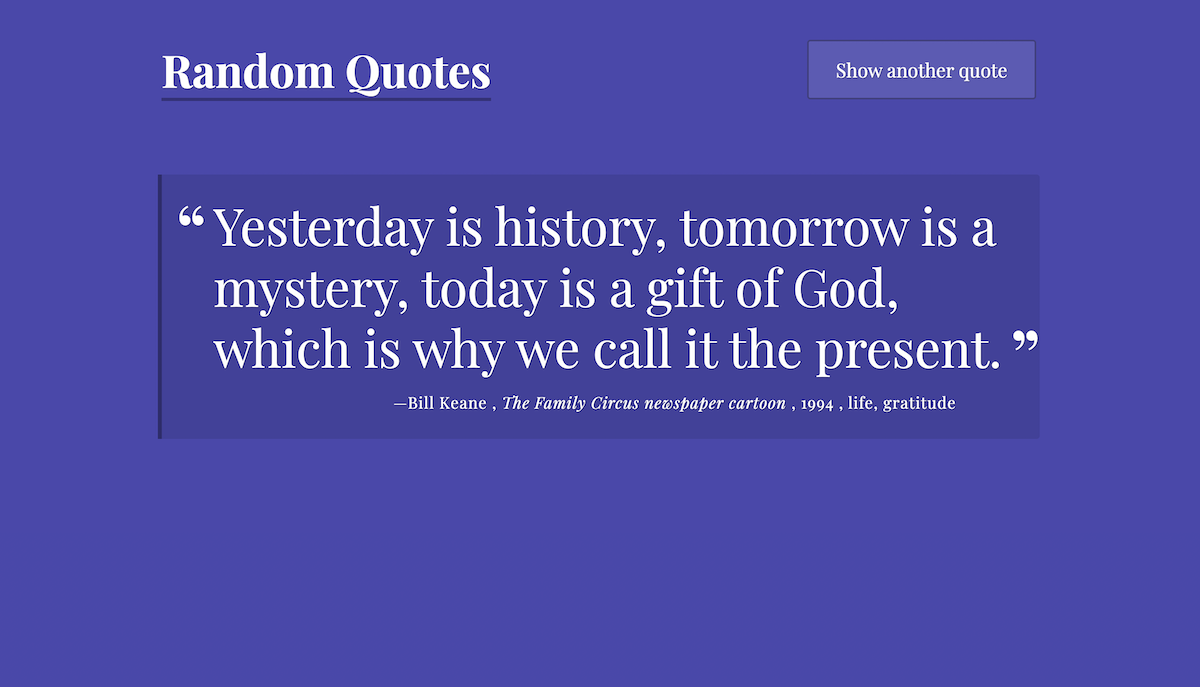 Random Quotes
Show another quote
“ Yesterday is history, tomorrow is a
mystery, today is a gift of God,
which is why we call it the present. ”
—Bill Keane , The Family Circus newspaper cartoon , 1994 , life, gratitude